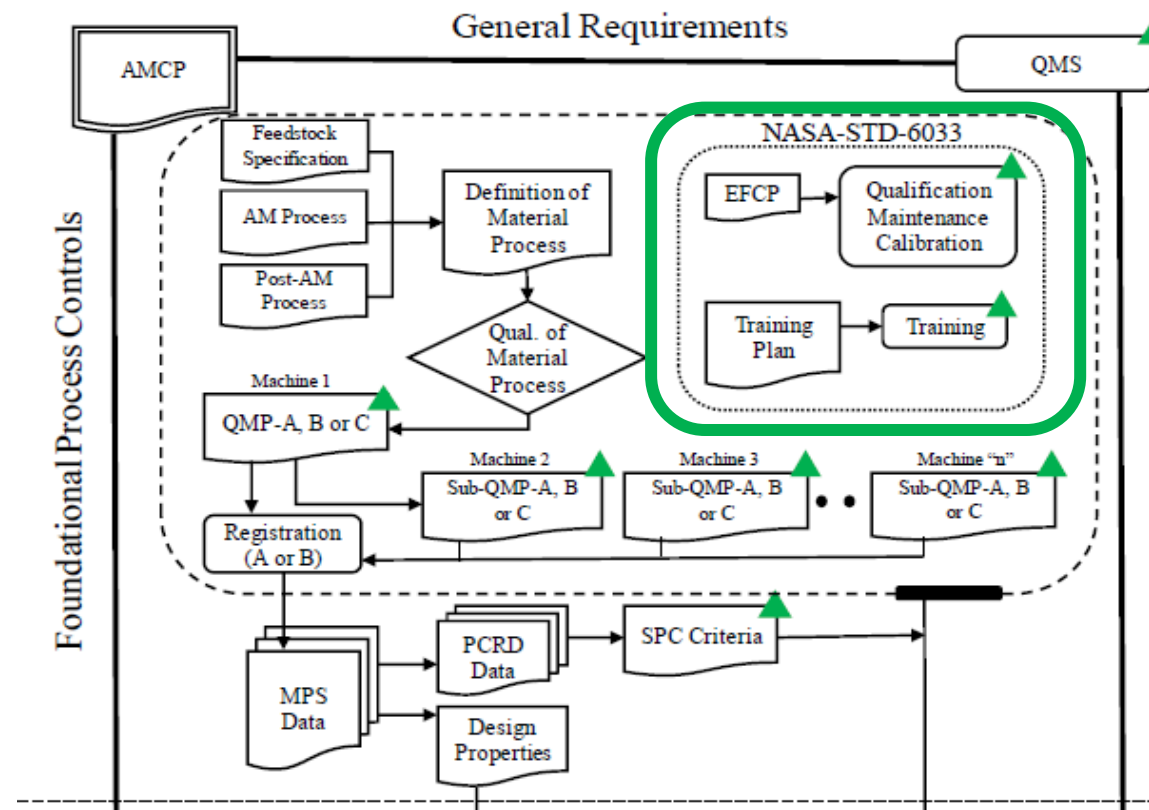 General Requirements
AMCP
QMS
Foundational Process Controls
NASA-STD-6033
Feedstock
Specification
AM Process
Post-AM
Process
Definition of
Material
Process
EFCP
Qualification
Maintenance
Calibration
Training
Plan
Training
Qual. of
Material
Process
Machine 1
QMP-A, B or C
Machine 2
Sub-QMP-A, B
or C
Machine 3
Sub-QMP-A, B
or C
Machine “n”
Sub-QMP-A, B
or C
Registration
(A or B)
MPS
Data
PCRD
Data
SPC Criteria
Design
Properties